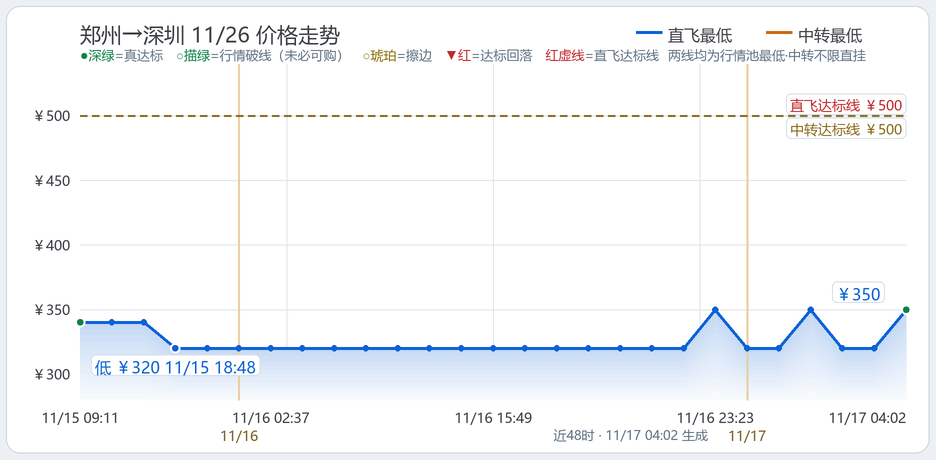 郑州→深圳 11/26 价格走势
直飞最低 中转最低
●深绿=真达标 ○描绿=行情破线（未必可购） ○琥珀=擦边 ▼红=达标回落 红虚线=直飞达标线 两线均为行情池最低·中转不限直挂
直飞达标线 ￥500
￥500
中转达标线 ￥500
￥450
￥400
￥350
￥350
低 ￥320 11/15 18:48
￥300
11/15 09:11 11/16 02:37 11/16 15:49 11/16 23:23 11/17 04:02
11/16 近48时 · 11/17 04:02 生成 11/17